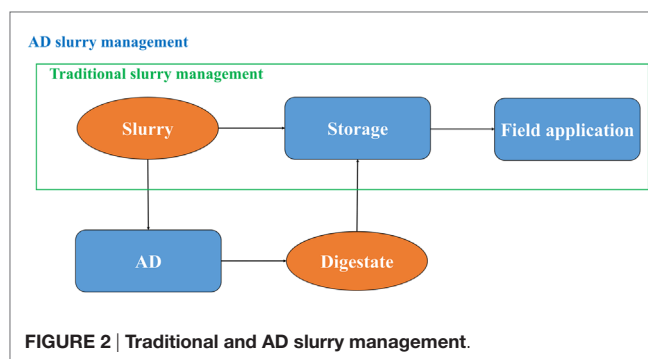 AD slurry management
Traditional slurry management
Slurry
Storage
Field application
AD
Digestate
FIGURE 2 | Traditional and AD slurry management.